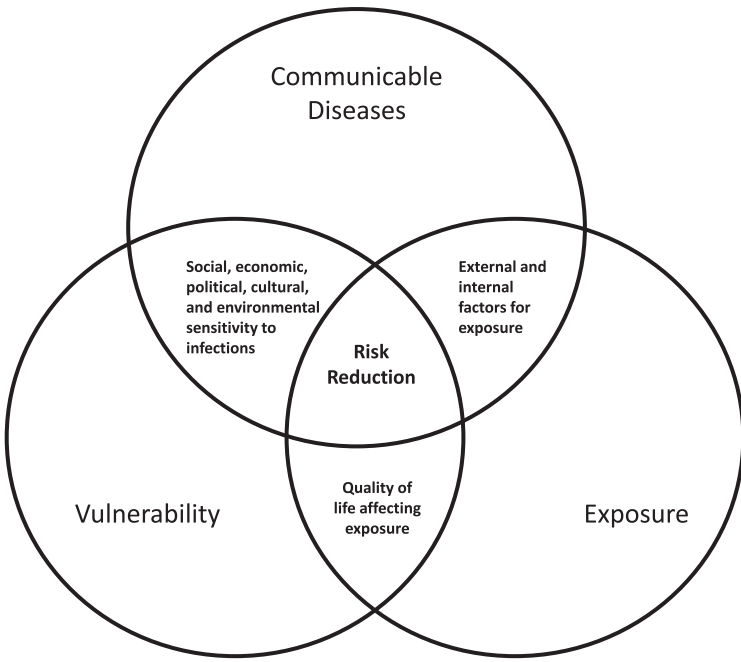 Communicable
Diseases
Social, economic,
political, cultural,
and environmental
sensitivity to
infections
External and
internal
factors for
exposure
Risk
Reduction
Quality of
life affecting
exposure
Vulnerability
Exposure